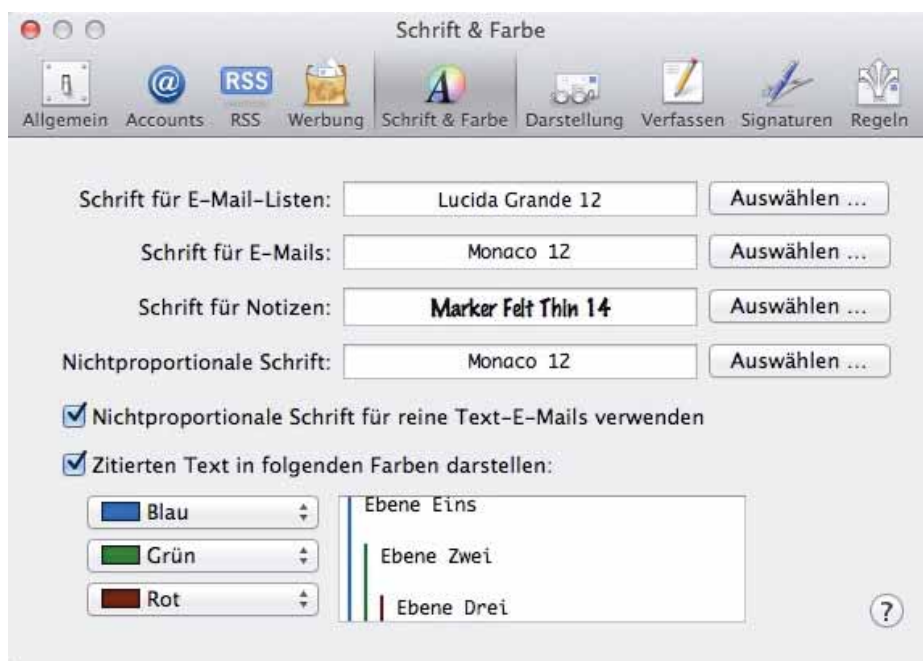 Schrift & Farbe
Allgemein Accounts RSS Werbung Schrift & Farbe Darstellung Verfassen Signaturen Regeln
Schrift für E-Mail-Listen: Lucida Grande 12 Auswählen ...
Schrift für E-Mails: Monaco 12 Auswählen ...
Schrift für Notizen: Marker Felt Thin 14 Auswählen ...
Nichtproportionale Schrift: Monaco 12 Auswählen ...
Nichtproportionale Schrift für reine Text-E-Mails verwenden
Zitierten Text in folgenden Farben darstellen:
Blau Ebene Eins
Grün Ebene Zwei
Rot Ebene Drei
?